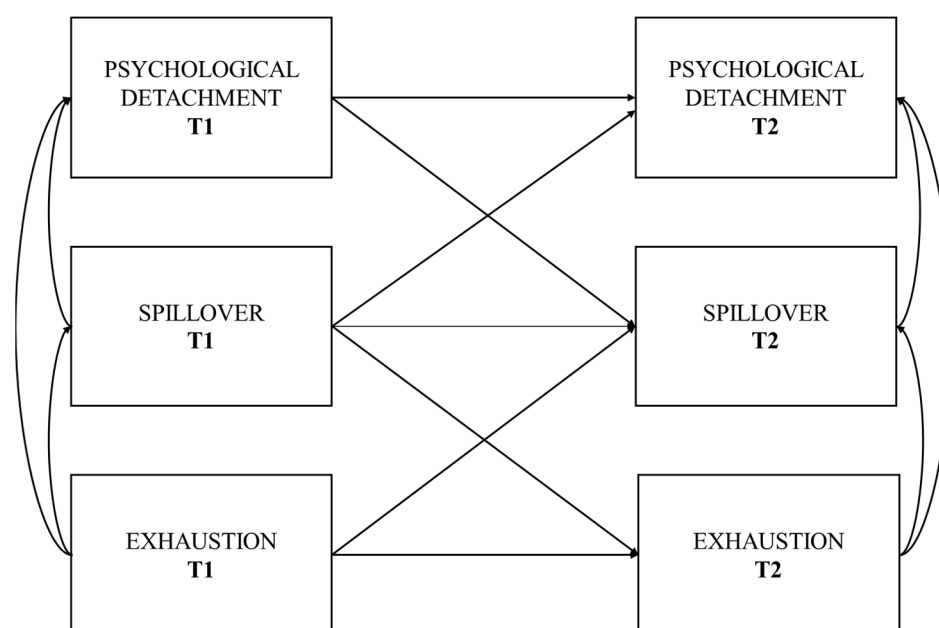 PSYCHOLOGICAL
DETACHMENT
T1
PSYCHOLOGICAL
DETACHMENT
T2
SPILLOVER
T1
SPILLOVER
T2
EXHAUSTION
T1
EXHAUSTION
T2